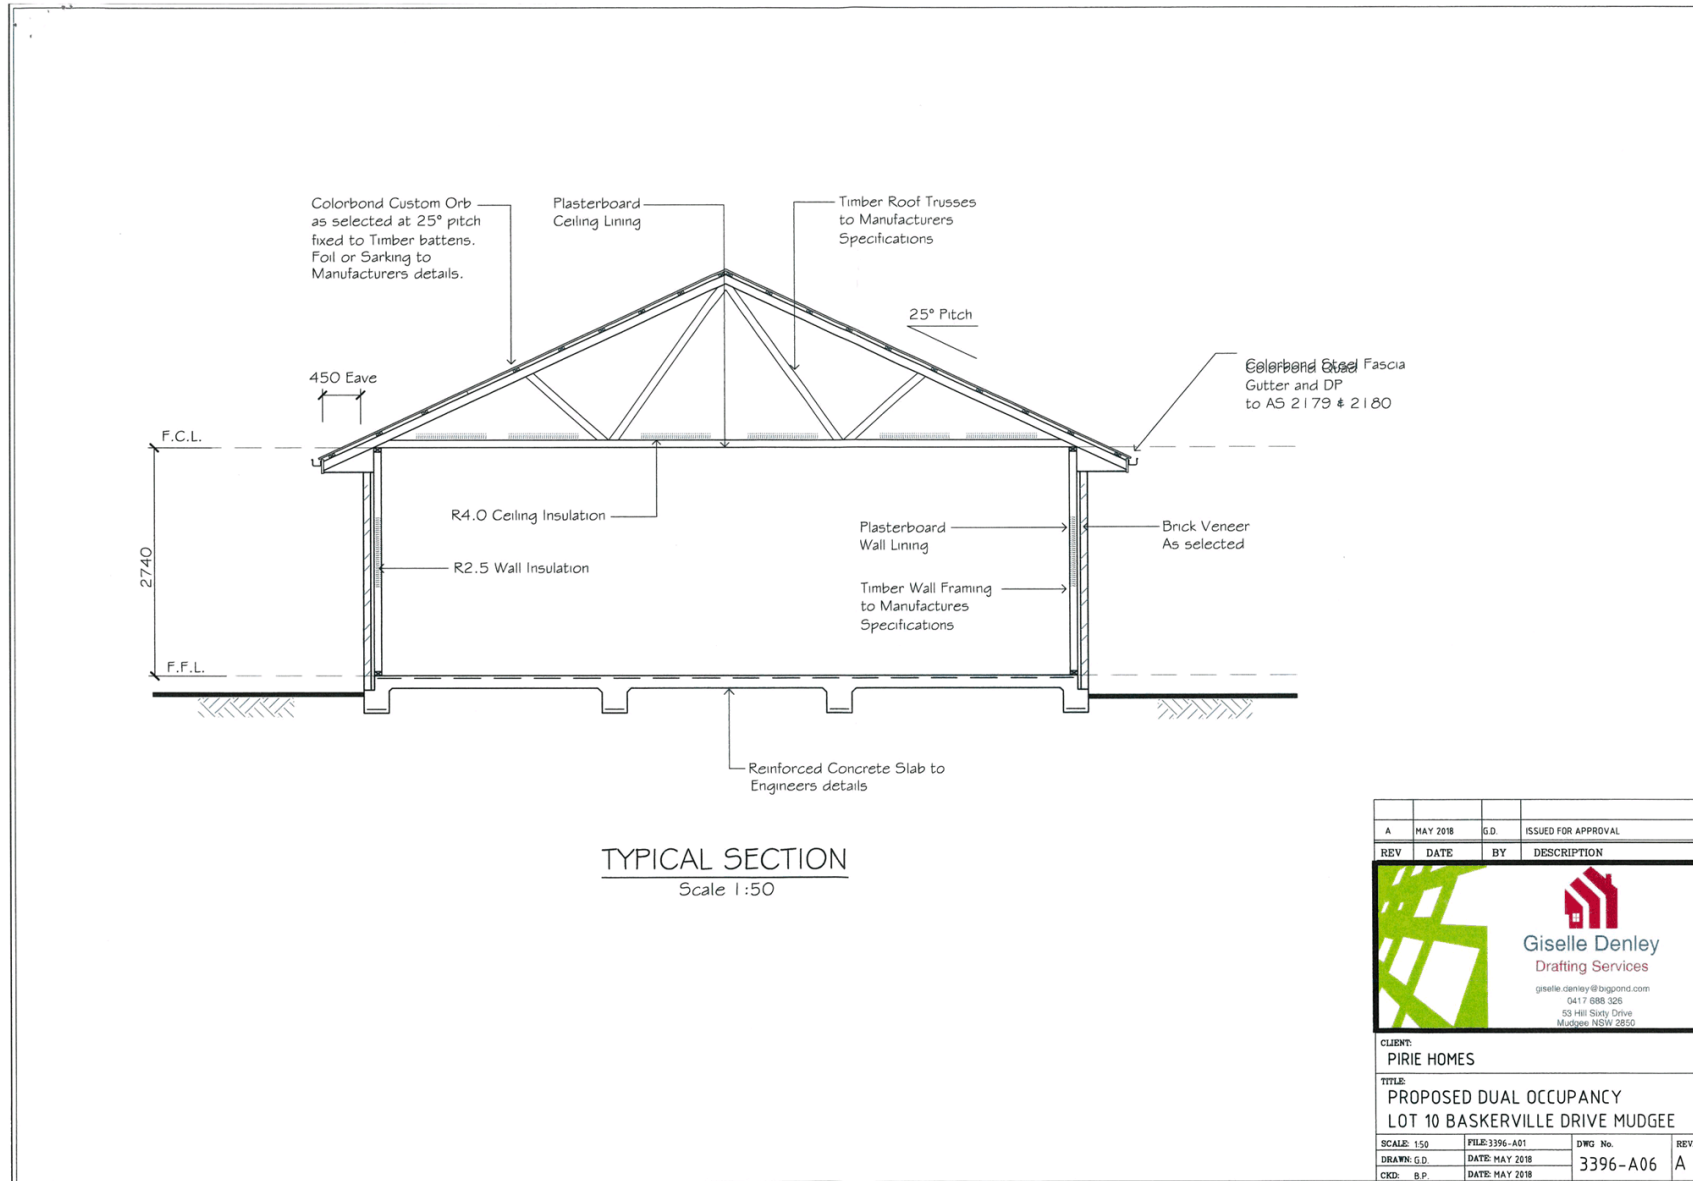 Colorbond Custom Orb
as selected at 25° pitch
fixed to Timber battens.
Foil or Sarking to
Manufacturers details.
Plasterboard
Ceiling Lining
Timber Roof Trusses
to Manufacturers
Specifications
25° Pitch
450 Eave
Colorbond Steel Fascia
Colorbond Quad
Gutter and DP
to AS 2179 & 2180
F.C.L.
2740
F.F.L.
R4.0 Ceiling Insulation
R2.5 Wall Insulation
Plasterboard
Wall Lining
Timber Wall Framing
to Manufactures
Specifications
Brick Veneer
As selected
Reinforced Concrete Slab to
Engineers details
TYPICAL SECTION
Scale 1:50
A MAY 2018 G.D. ISSUED FOR APPROVAL
REV DATE BY DESCRIPTION
Giselle Denley
Drafting Services
giselle.denley@bigpond.com
0417 688 326
53 Hill Sixty Drive
Mudgee NSW 2850
CLIENT:
PIRIE HOMES
TITLE:
PROPOSED DUAL OCCUPANCY
LOT 10 BASKERVILLE DRIVE MUDGEE
SCALE: 1:50 FILE: 3396-A01 DWG No. REV
DRAWN: G.D. DATE: MAY 2018 3396-A06 A
CKD: B.P. DATE: MAY 2018